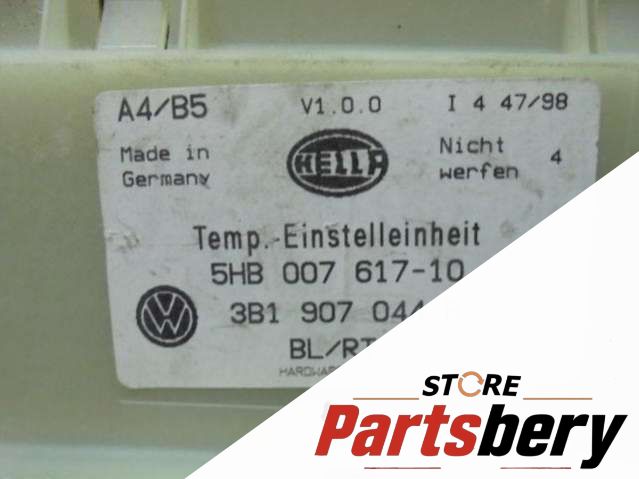 A4/B5 V1.0.0 I 4 47/98
Made in Germany HELLA Nicht werfen 4
Temp.-Einstelleinheit
5HB 007 617-10
VW 3B1 907 044
BL/RT
STORE
Partsbery